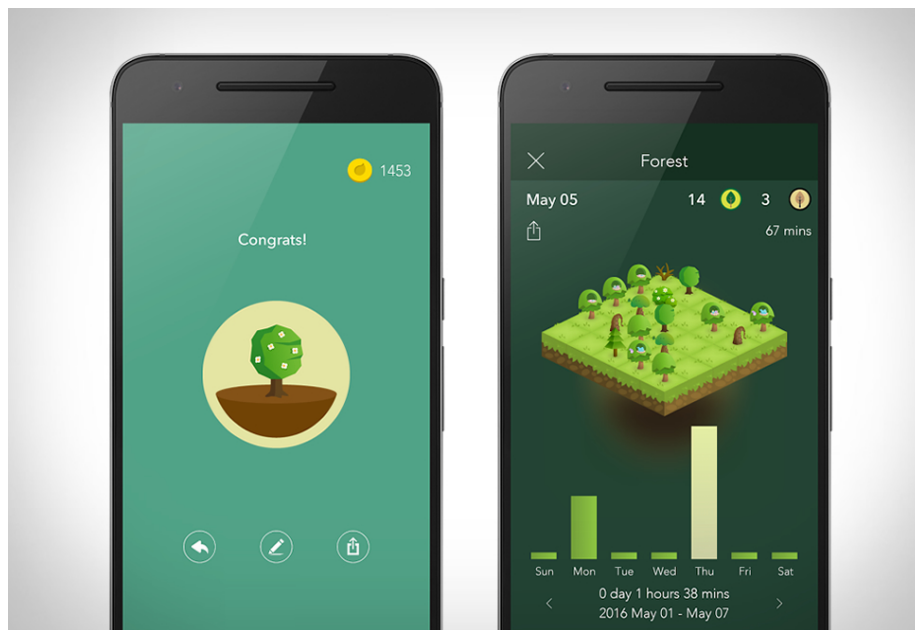 1453
Congrats!
Forest
May 05
14
3
67 mins
Sun Mon Tue Wed Thu Fri Sat
0 day 1 hours 38 mins
2016 May 01 - May 07